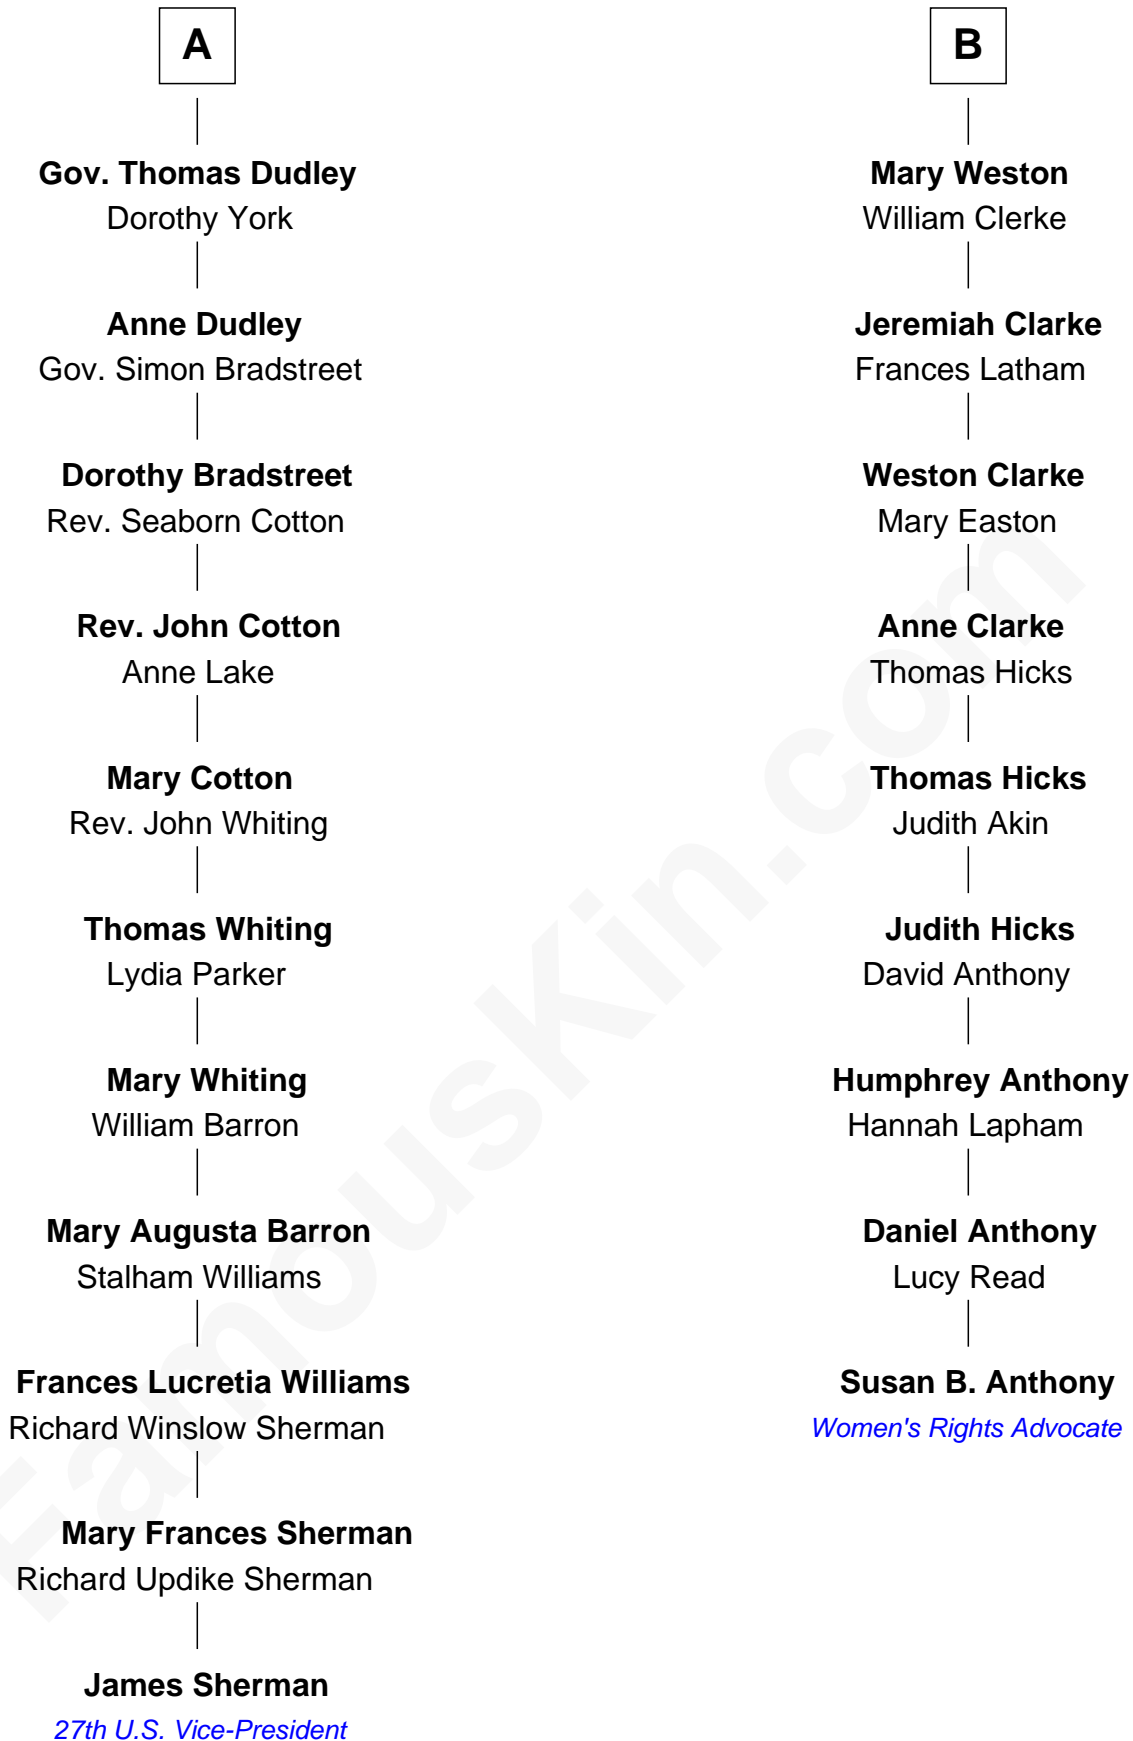 A
Gov. Thomas Dudley
Dorothy York
Anne Dudley
Gov. Simon Bradstreet
Dorothy Bradstreet
Rev. Seaborn Cotton
Rev. John Cotton
Anne Lake
Mary Cotton
Rev. John Whiting
Thomas Whiting
Lydia Parker
Mary Whiting
William Barron
Mary Augusta Barron
Stalham Williams
Frances Lucretia Williams
Richard Winslow Sherman
Mary Frances Sherman
Richard Updike Sherman
James Sherman
27th U.S. Vice-President
B
Mary Weston
William Clerke
Jeremiah Clarke
Frances Latham
Weston Clarke
Mary Easton
Anne Clarke
Thomas Hicks
Thomas Hicks
Judith Akin
Judith Hicks
David Anthony
Humphrey Anthony
Hannah Lapham
Daniel Anthony
Lucy Read
Susan B. Anthony
Women's Rights Advocate
FamousKin.com